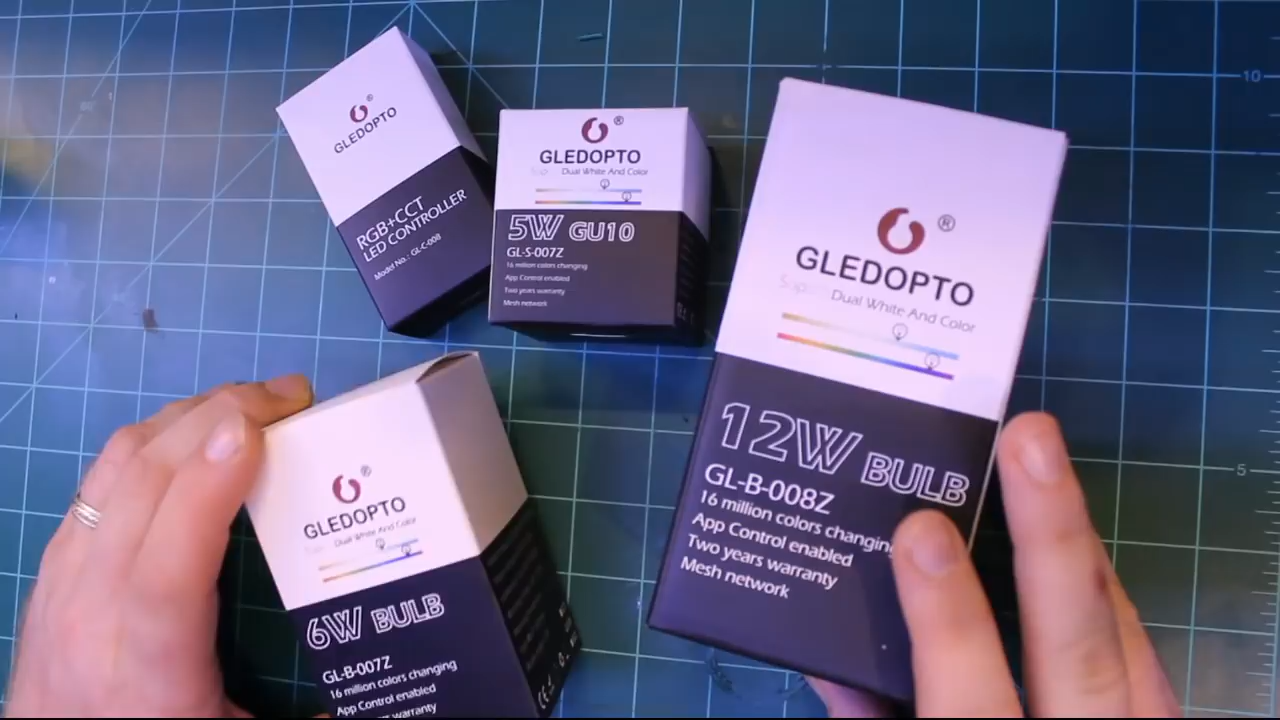 GLEDOPTO
RGB+CCT
LED CONTROLLER
Model No.: GL-C-008
GLEDOPTO
Dual White And Color
5W GU10
GL-S-007Z
16 million colors changing
App Control enabled
Two years warranty
Mesh network
GLEDOPTO
Dual White And Color
12W BULB
GL-B-008Z
16 million colors changing
App Control enabled
Two years warranty
Mesh network
GLEDOPTO
Dual White And Color
6W BULB
GL-B-007Z
16 million colors changing
App Control enabled
warranty
10
5